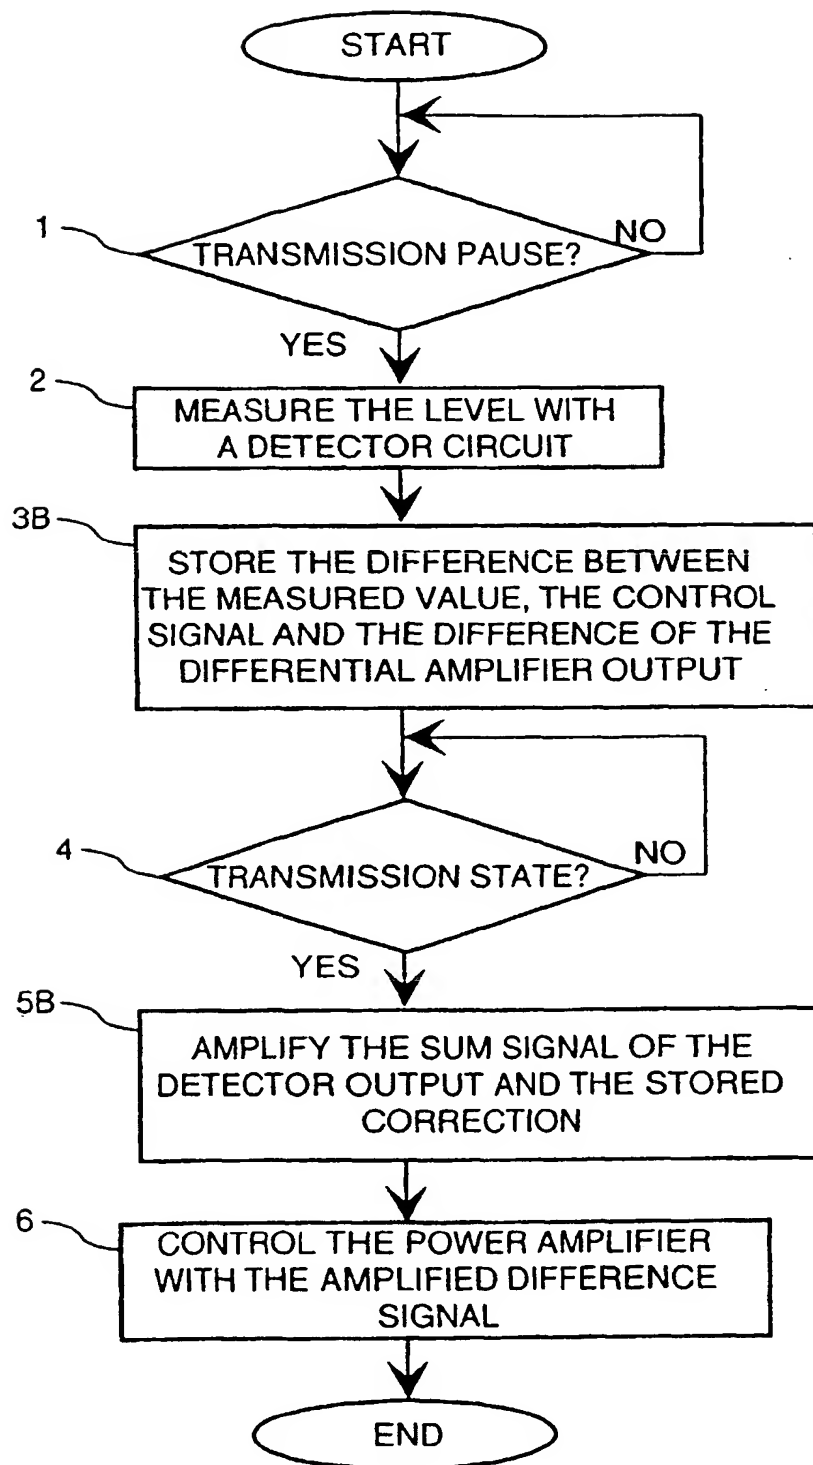 START
1
TRANSMISSION PAUSE?
NO
YES
2
MEASURE THE LEVEL WITH
A DETECTOR CIRCUIT
3B
STORE THE DIFFERENCE BETWEEN
THE MEASURED VALUE, THE CONTROL
SIGNAL AND THE DIFFERENCE OF THE
DIFFERENTIAL AMPLIFIER OUTPUT
4
TRANSMISSION STATE?
NO
YES
5B
AMPLIFY THE SUM SIGNAL OF THE
DETECTOR OUTPUT AND THE STORED
CORRECTION
6
CONTROL THE POWER AMPLIFIER
WITH THE AMPLIFIED DIFFERENCE
SIGNAL
END